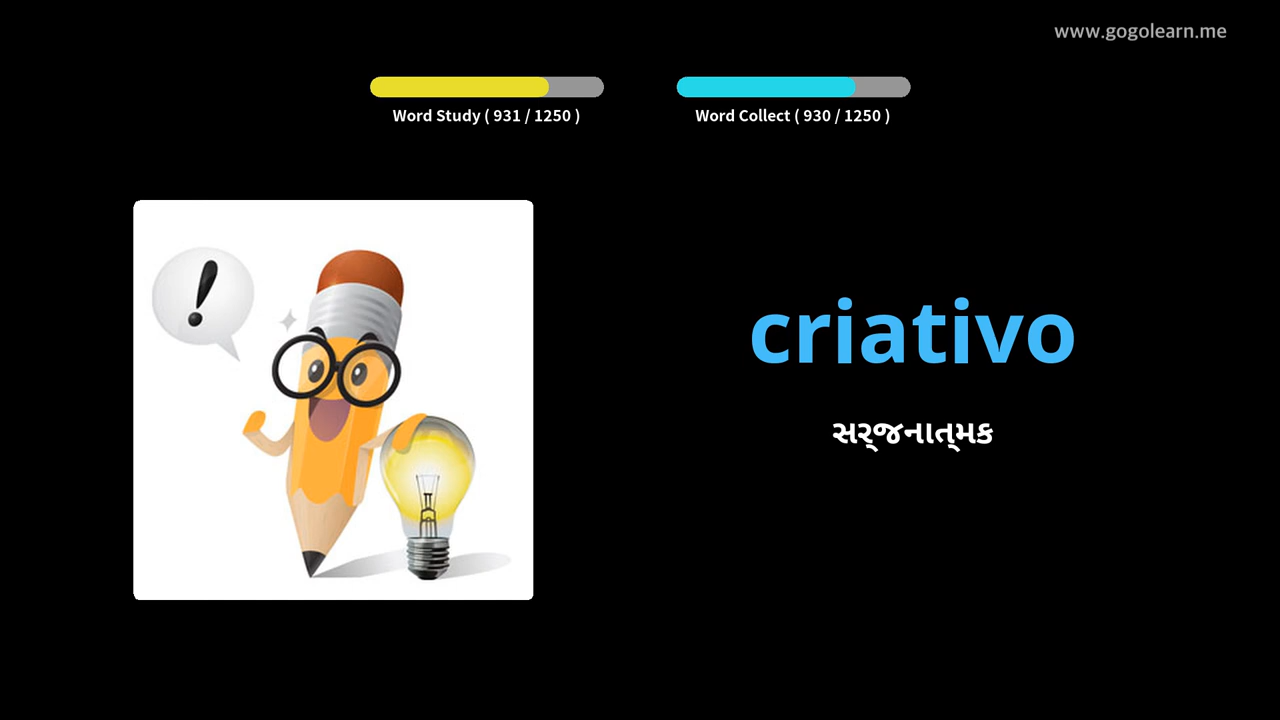 www.gogolearn.me
Word Study ( 931 / 1250 )
Word Collect ( 930 / 1250 )
!
criativo
સર્જનાત્મક